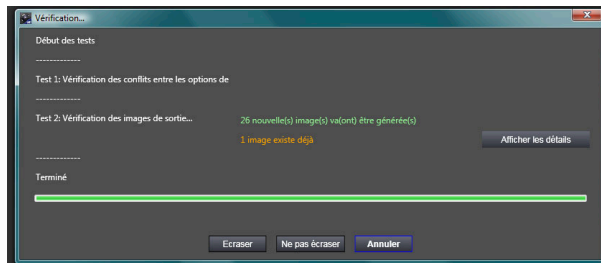 Vérification...
Début des tests
-------------
Test 1: Vérification des conflits entre les options de
-------------
Test 2: Vérification des images de sortie...
26 nouvelle(s) image(s) va(ont) être générée(s)
1 image existe déjà
Afficher les détails
-------------
Terminé
Ecraser
Ne pas écraser
Annuler